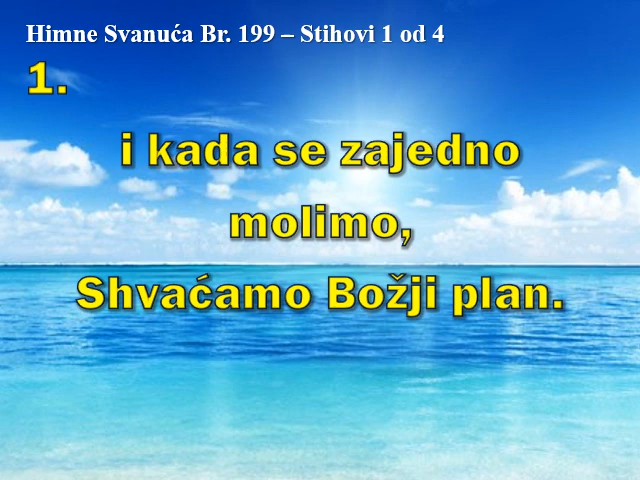 Himne Svanuća Br. 199 – Stihovi 1 od 4
1.
i kada se zajedno
molimo,
Shvaćamo Božji plan.